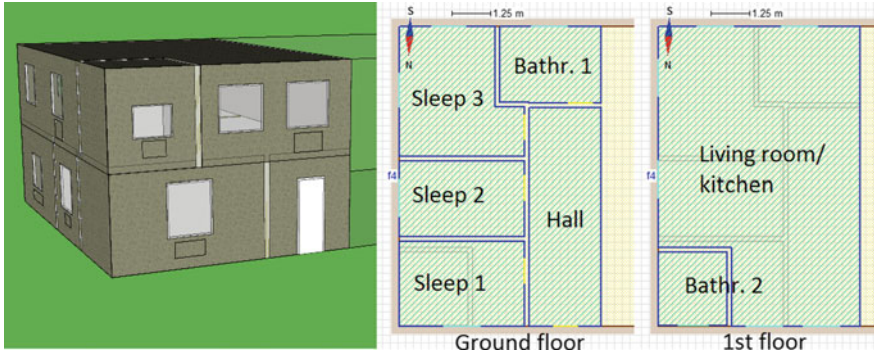 S
1.25 m
N
Bathr. 1
Sleep 3
f4
Sleep 2
Hall
Sleep 1
Ground floor
S
1.25 m
N
Living room/
kitchen
f4
Bathr. 2
1st floor